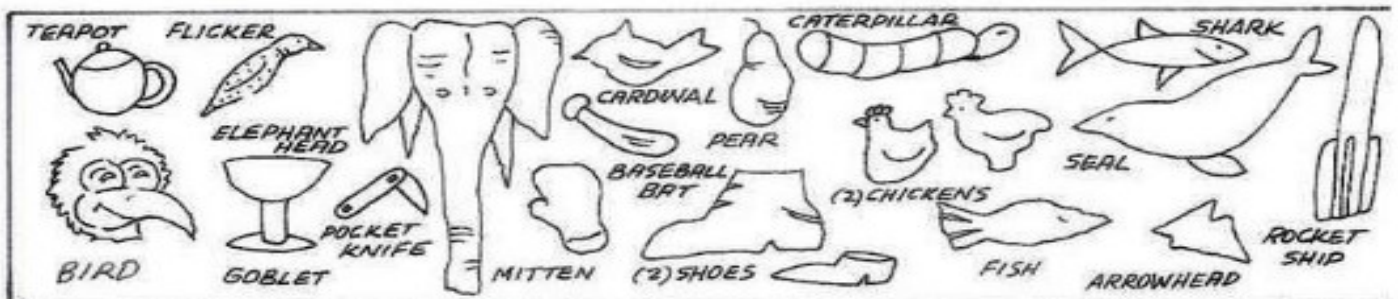 TEAPOT
FLICKER
CATERPILLAR
SHARK
CARDINAL
ELEPHANT
HEAD
PEAR
BASEBALL
BAT
SEAL
(2) CHICKENS
POCKET
KNIFE
ROCKET
SHIP
BIRD
GOBLET
MITTEN
(2) SHOES
FISH
ARROWHEAD